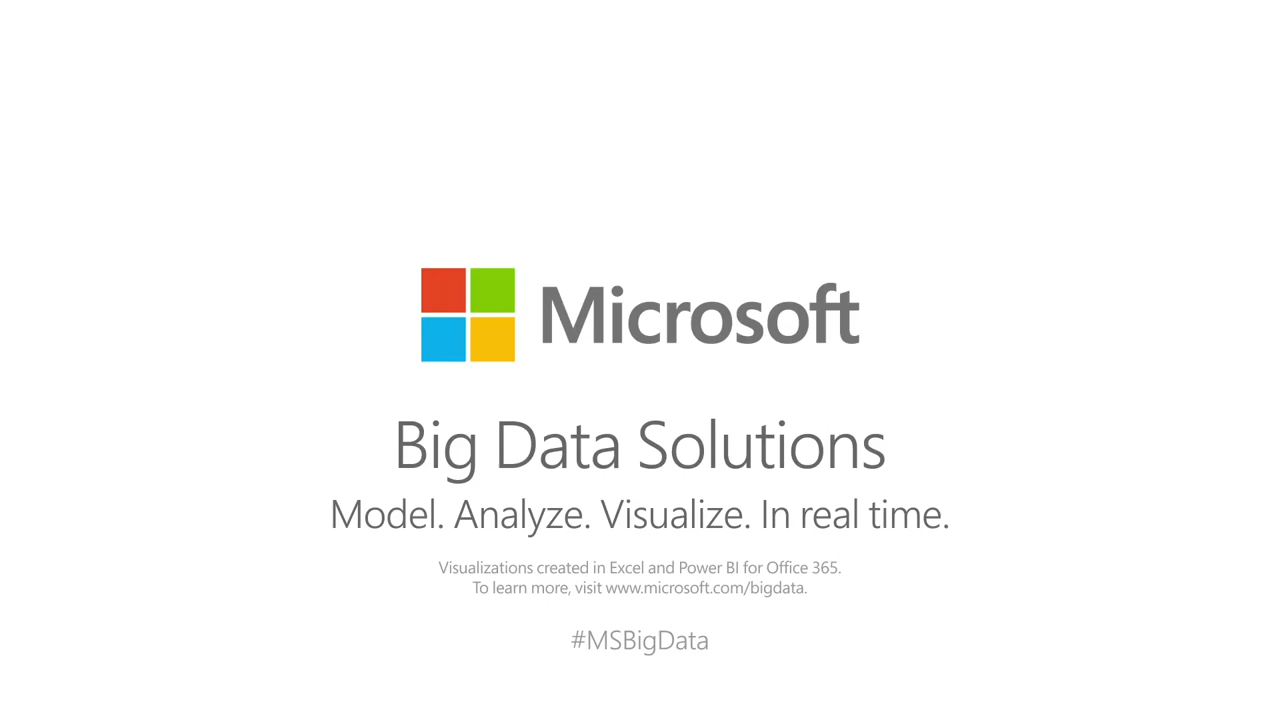 Microsoft
Big Data Solutions
Model. Analyze. Visualize. In real time.
Visualizations created in Excel and Power BI for Office 365.
To learn more, visit www.microsoft.com/bigdata.
#MSBigData